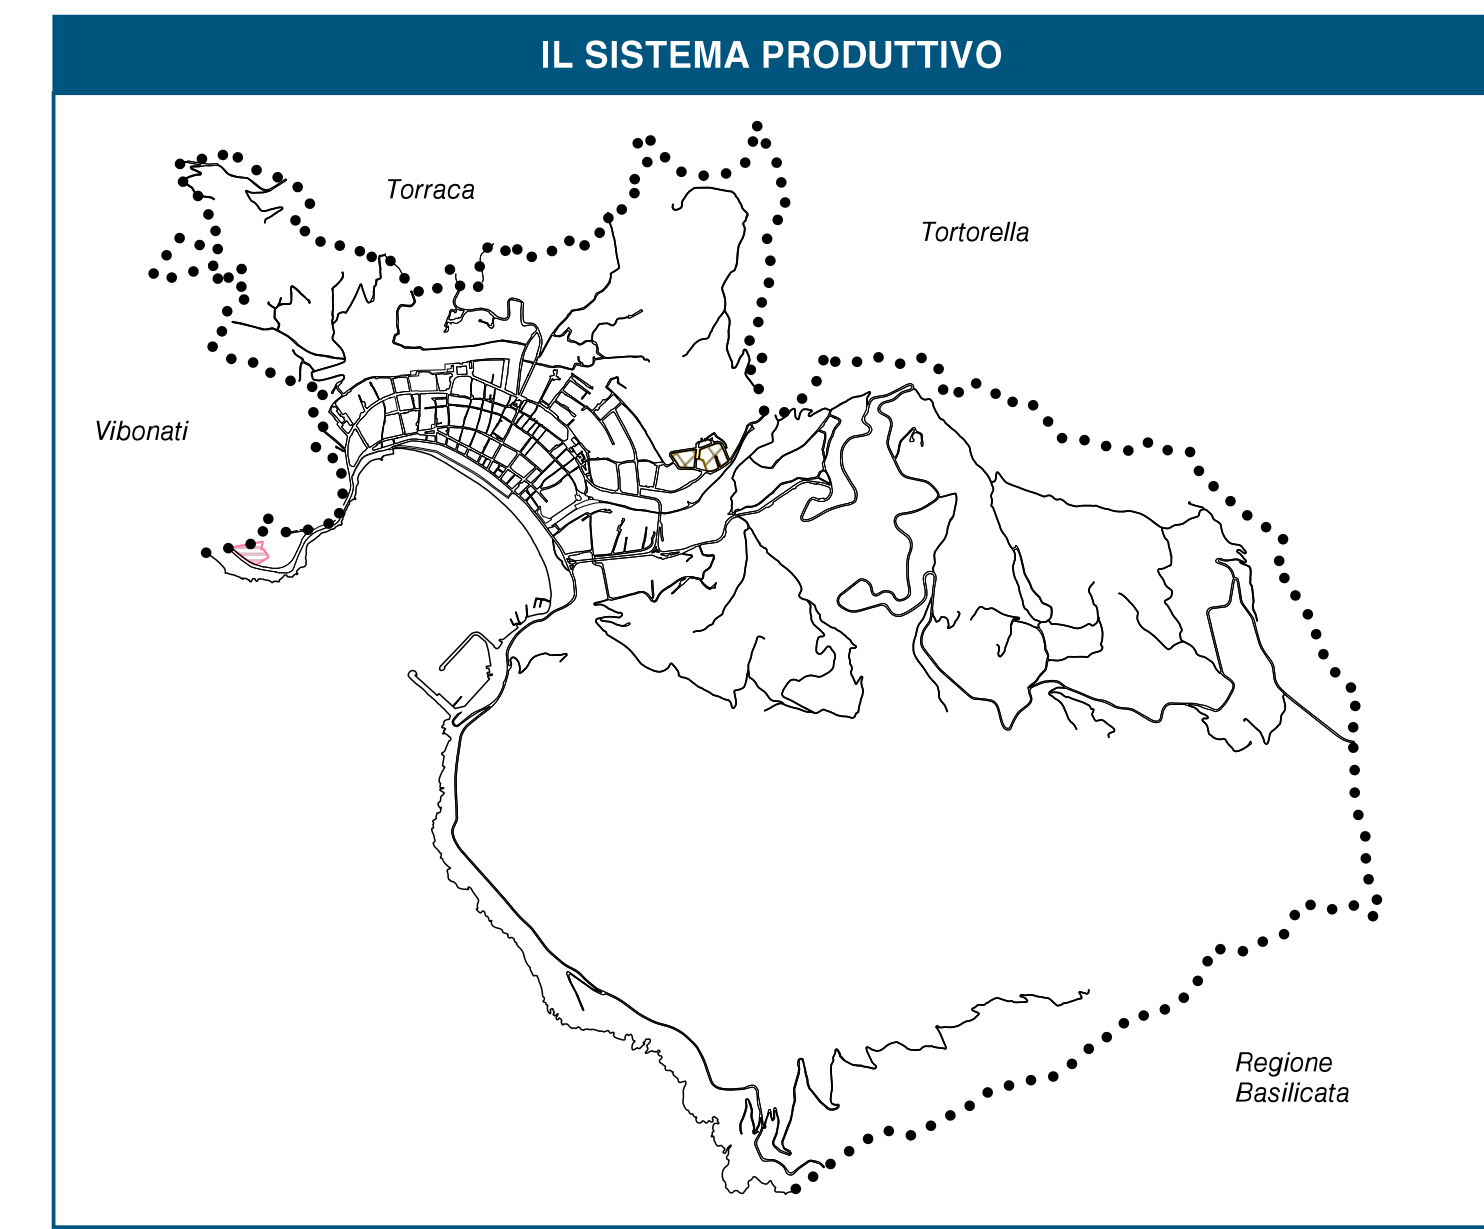 IL SISTEMA PRODUTTIVO
Torraca
Tortorella
Vibonati
Regione
Basilicata